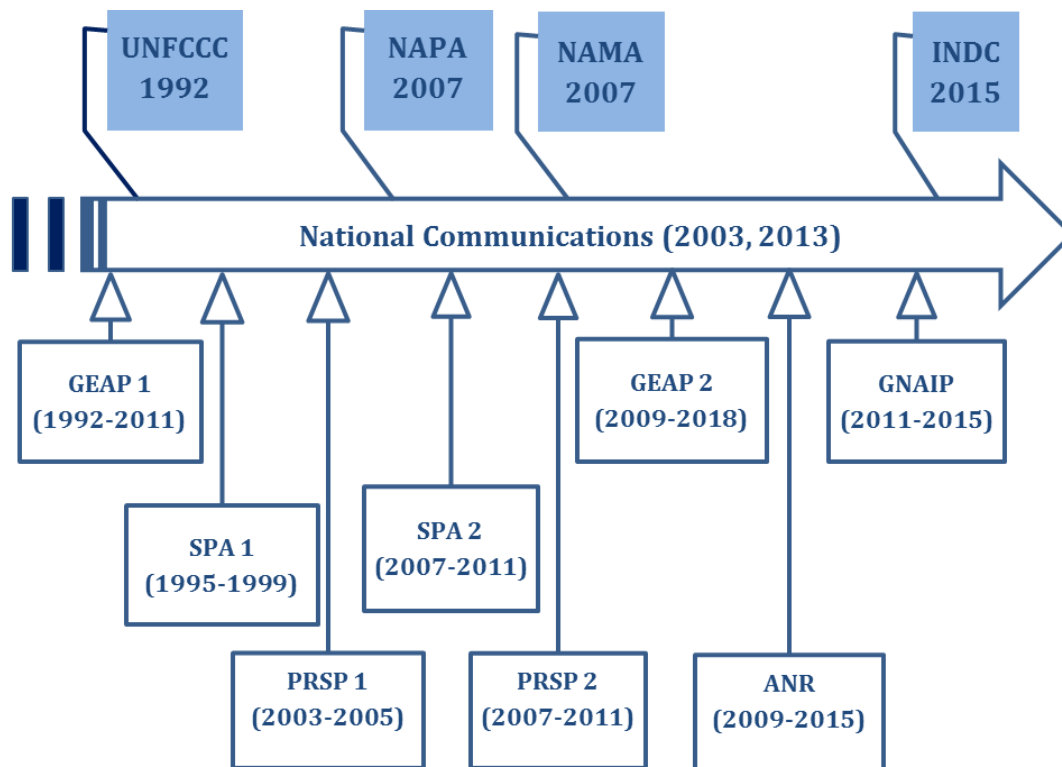 UNFCCC
1992
NAPA
2007
NAMA
2007
INDC
2015
National Communications (2003, 2013)
GEAP 1
(1992-2011)
GEAP 2
(2009-2018)
GNAIP
(2011-2015)
SPA 1
(1995-1999)
SPA 2
(2007-2011)
PRSP 1
(2003-2005)
PRSP 2
(2007-2011)
ANR
(2009-2015)